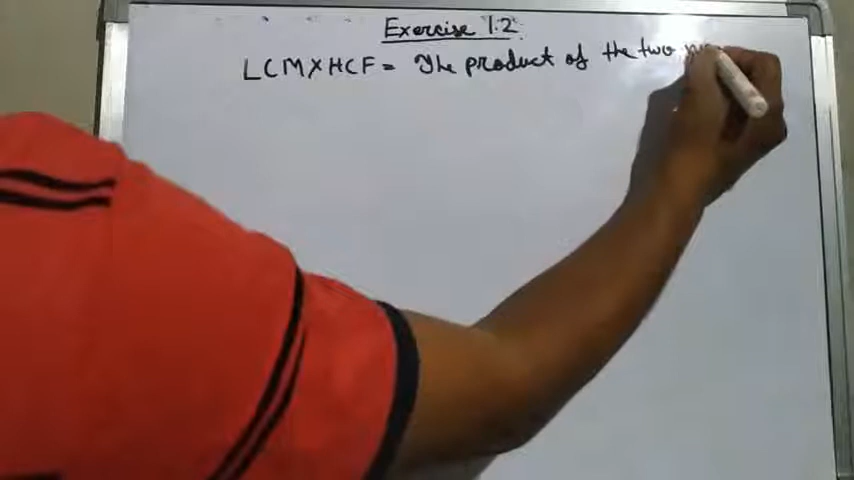 Exercise 1.2
LCM X HCF = The product of the two